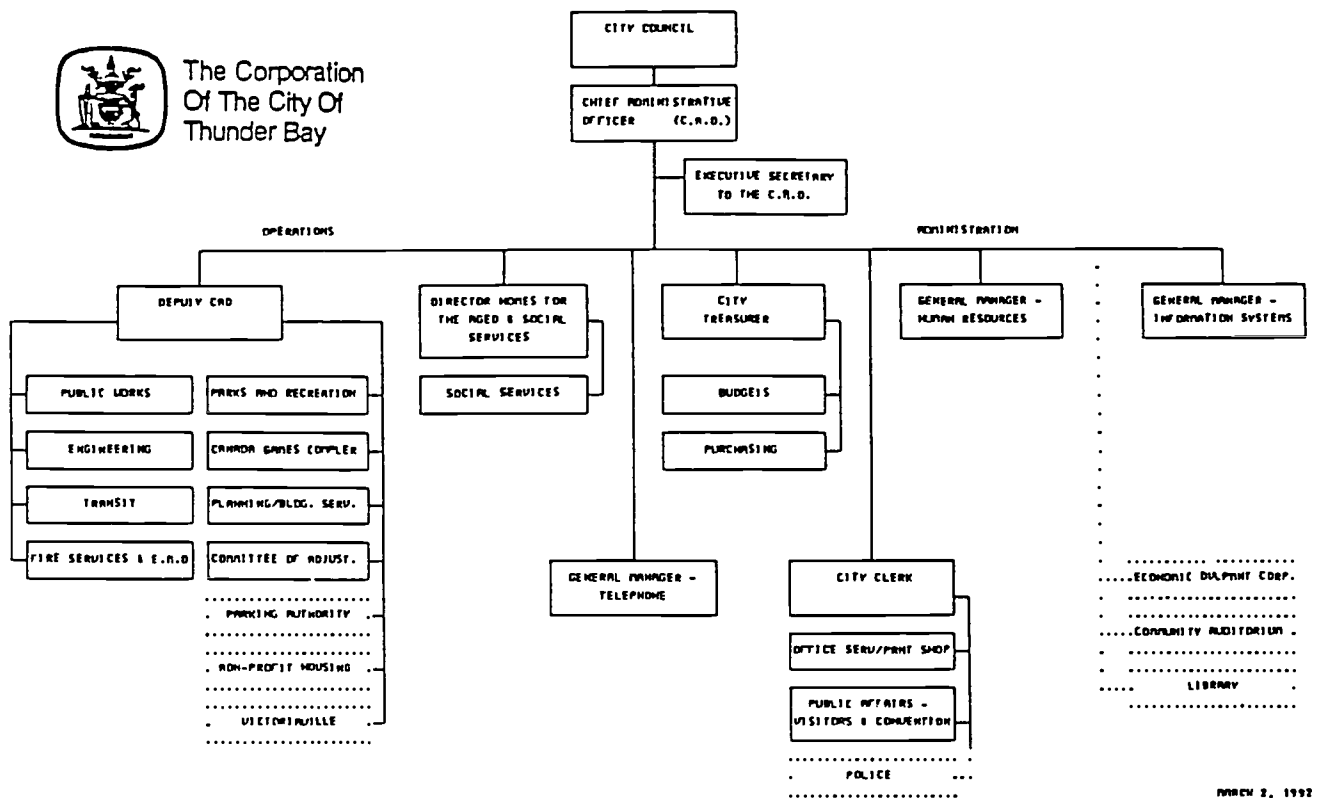 The Corporation
Of The City Of
Thunder Bay
CITY COUNCIL
CHIEF ADMINISTRATIVE
OFFICER (C.A.O.)
EXECUTIVE SECRETARY
TO THE C.A.O.
OPERATIONS
ADMINISTRATION
DEPUTY CAO
DIRECTOR HOMES FOR
THE AGED & SOCIAL
SERVICES
CITY
TREASURER
GENERAL MANAGER -
HUMAN RESOURCES
GENERAL MANAGER -
INFORMATION SYSTEMS
PUBLIC WORKS
PARKS AND RECREATION
SOCIAL SERVICES
BUDGETS
ENGINEERING
CANADA GAMES COMPLEX
PURCHASING
TRANSIT
PLANNING/BLDG. SERV.
FIRE SERVICES & E.M.O
COMMITTEE OF ADJUST.
GENERAL MANAGER -
TELEPHONE
CITY CLERK
ECONOMIC DVLPMNT CORP.
PARKING AUTHORITY
COMMUNITY AUDITORIUM
OFFICE SERV/PRNT SHOP
NON-PROFIT HOUSING
LIBRARY
PUBLIC AFFAIRS -
VISITORS & CONVENTION
VICTORIAVILLE
POLICE
MARCH 2, 1992